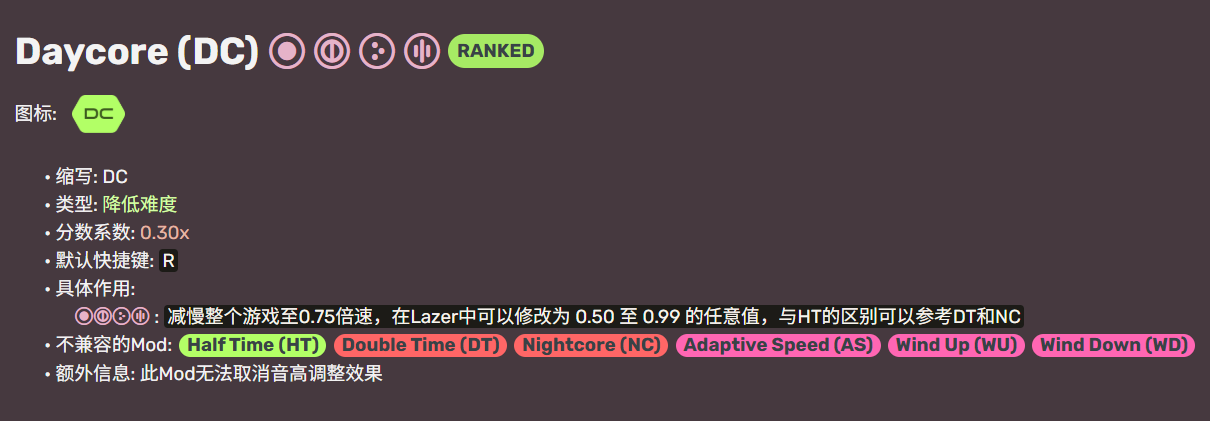 Daycore (DC) RANKED
图标: DC
• 缩写: DC
• 类型: 降低难度
• 分数系数: 0.30x
• 默认快捷键: R
• 具体作用:
: 减慢整个游戏至0.75倍速，在Lazer中可以修改为 0.50 至 0.99 的任意值，与HT的区别可以参考DT和NC
• 不兼容的Mod: Half Time (HT) Double Time (DT) Nightcore (NC) Adaptive Speed (AS) Wind Up (WU) Wind Down (WD)
• 额外信息: 此Mod无法取消音高调整效果